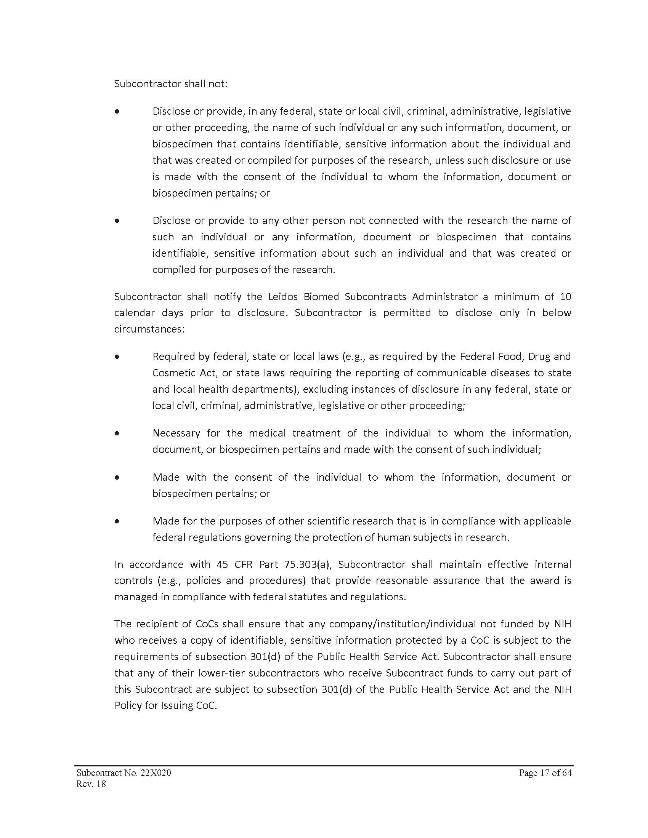 Subcontractor shall not:
• Disclose or provide, in any federal, state or local civil, criminal, administrative, legislative
or other proceeding, the name of such individual or any such information, document, or
biospecimen that contains identifiable, sensitive information about the individual and
that was created or compiled for purposes of the research, unless such disclosure or use
is made with the consent of the individual to whom the information, document or
biospecimen pertains; or
• Disclose or provide to any other person not connected with the research the name of
such an individual or any information, document or biospecimen that contains
identifiable, sensitive information about such an individual and that was created or
compiled for purposes of the research.
Subcontractor shall notify the Leidos Biomed Subcontracts Administrator a minimum of 10
calendar days prior to disclosure. Subcontractor is permitted to disclose only in below
circumstances:
• Required by federal, state or local laws (e.g., as required by the Federal Food, Drug and
Cosmetic Act, or state laws requiring the reporting of communicable diseases to state
and local health departments), excluding instances of disclosure in any federal, state or
local civil, criminal, administrative, legislative or other proceeding;
• Necessary for the medical treatment of the individual to whom the information,
document, or biospecimen pertains and made with the consent of such individual;
• Made with the consent of the individual to whom the information, document or
biospecimen pertains; or
• Made for the purposes of other scientific research that is in compliance with applicable
federal regulations governing the protection of human subjects in research.
In accordance with 45 CFR Part 75.303(a), Subcontractor shall maintain effective internal
controls (e.g., policies and procedures) that provide reasonable assurance that the award is
managed in compliance with federal statutes and regulations.
The recipient of CoCs shall ensure that any company/institution/individual not funded by NIH
who receives a copy of identifiable, sensitive information protected by a CoC is subject to the
requirements of subsection 301(d) of the Public Health Service Act. Subcontractor shall ensure
that any of their lower-tier subcontractors who receive Subcontract funds to carry out part of
this Subcontract are subject to subsection 301(d) of the Public Health Service Act and the NIH
Policy for Issuing CoC.
Subcontract No. 22X020 Page 17 of 64
Rev. 18